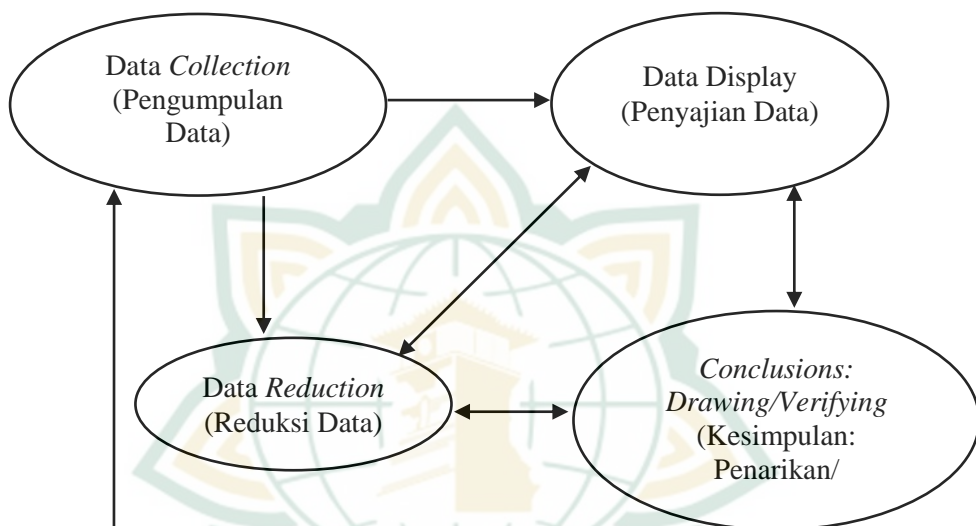 Data Collection
(Pengumpulan
Data)
Data Display
(Penyajian Data)
Data Reduction
(Reduksi Data)
Conclusions:
Drawing/Verifying
(Kesimpulan:
Penarikan/